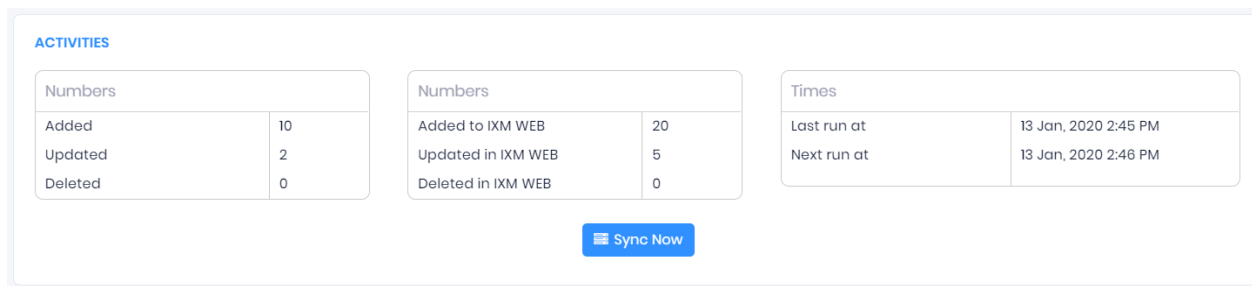 ACTIVITIES
Numbers
Added 10
Updated 2
Deleted 0
Numbers
Added to IXM WEB 20
Updated in IXM WEB 5
Deleted in IXM WEB 0
Times
Last run at 13 Jan, 2020 2:45 PM
Next run at 13 Jan, 2020 2:46 PM
Sync Now